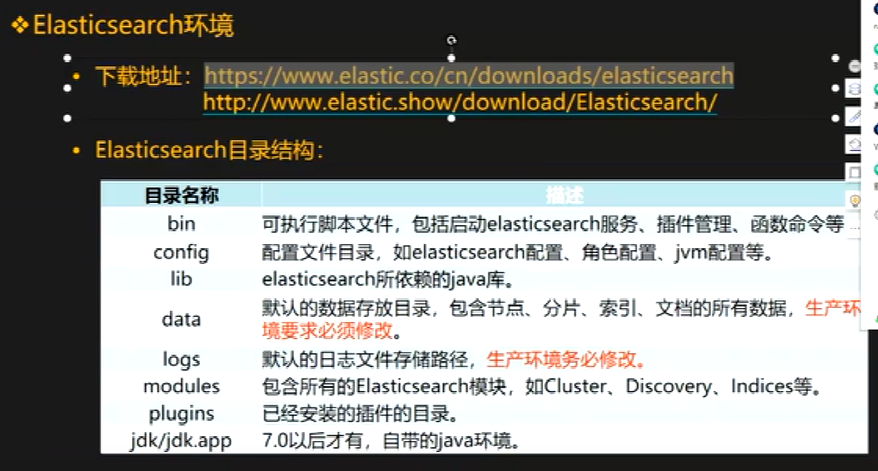 ❖Elasticsearch环境
• 下载地址：https://www.elastic.co/cn/downloads/elasticsearch
http://www.elastic.show/download/Elasticsearch/
• Elasticsearch目录结构：
目录名称 描述
bin 可执行脚本文件，包括启动elasticsearch服务、插件管理、函数命令等
config 配置文件目录，如elasticsearch配置、角色配置、jvm配置等。
lib elasticsearch所依赖的java库。
data 默认的数据存放目录，包含节点、分片、索引、文档的所有数据，生产环
境要求必须修改。
logs 默认的日志文件存储路径，生产环境务必修改。
modules 包含所有的Elasticsearch模块，如Cluster、Discovery、Indices等。
plugins 已经安装的插件的目录。
jdk/jdk.app 7.0以后才有，自带的java环境。